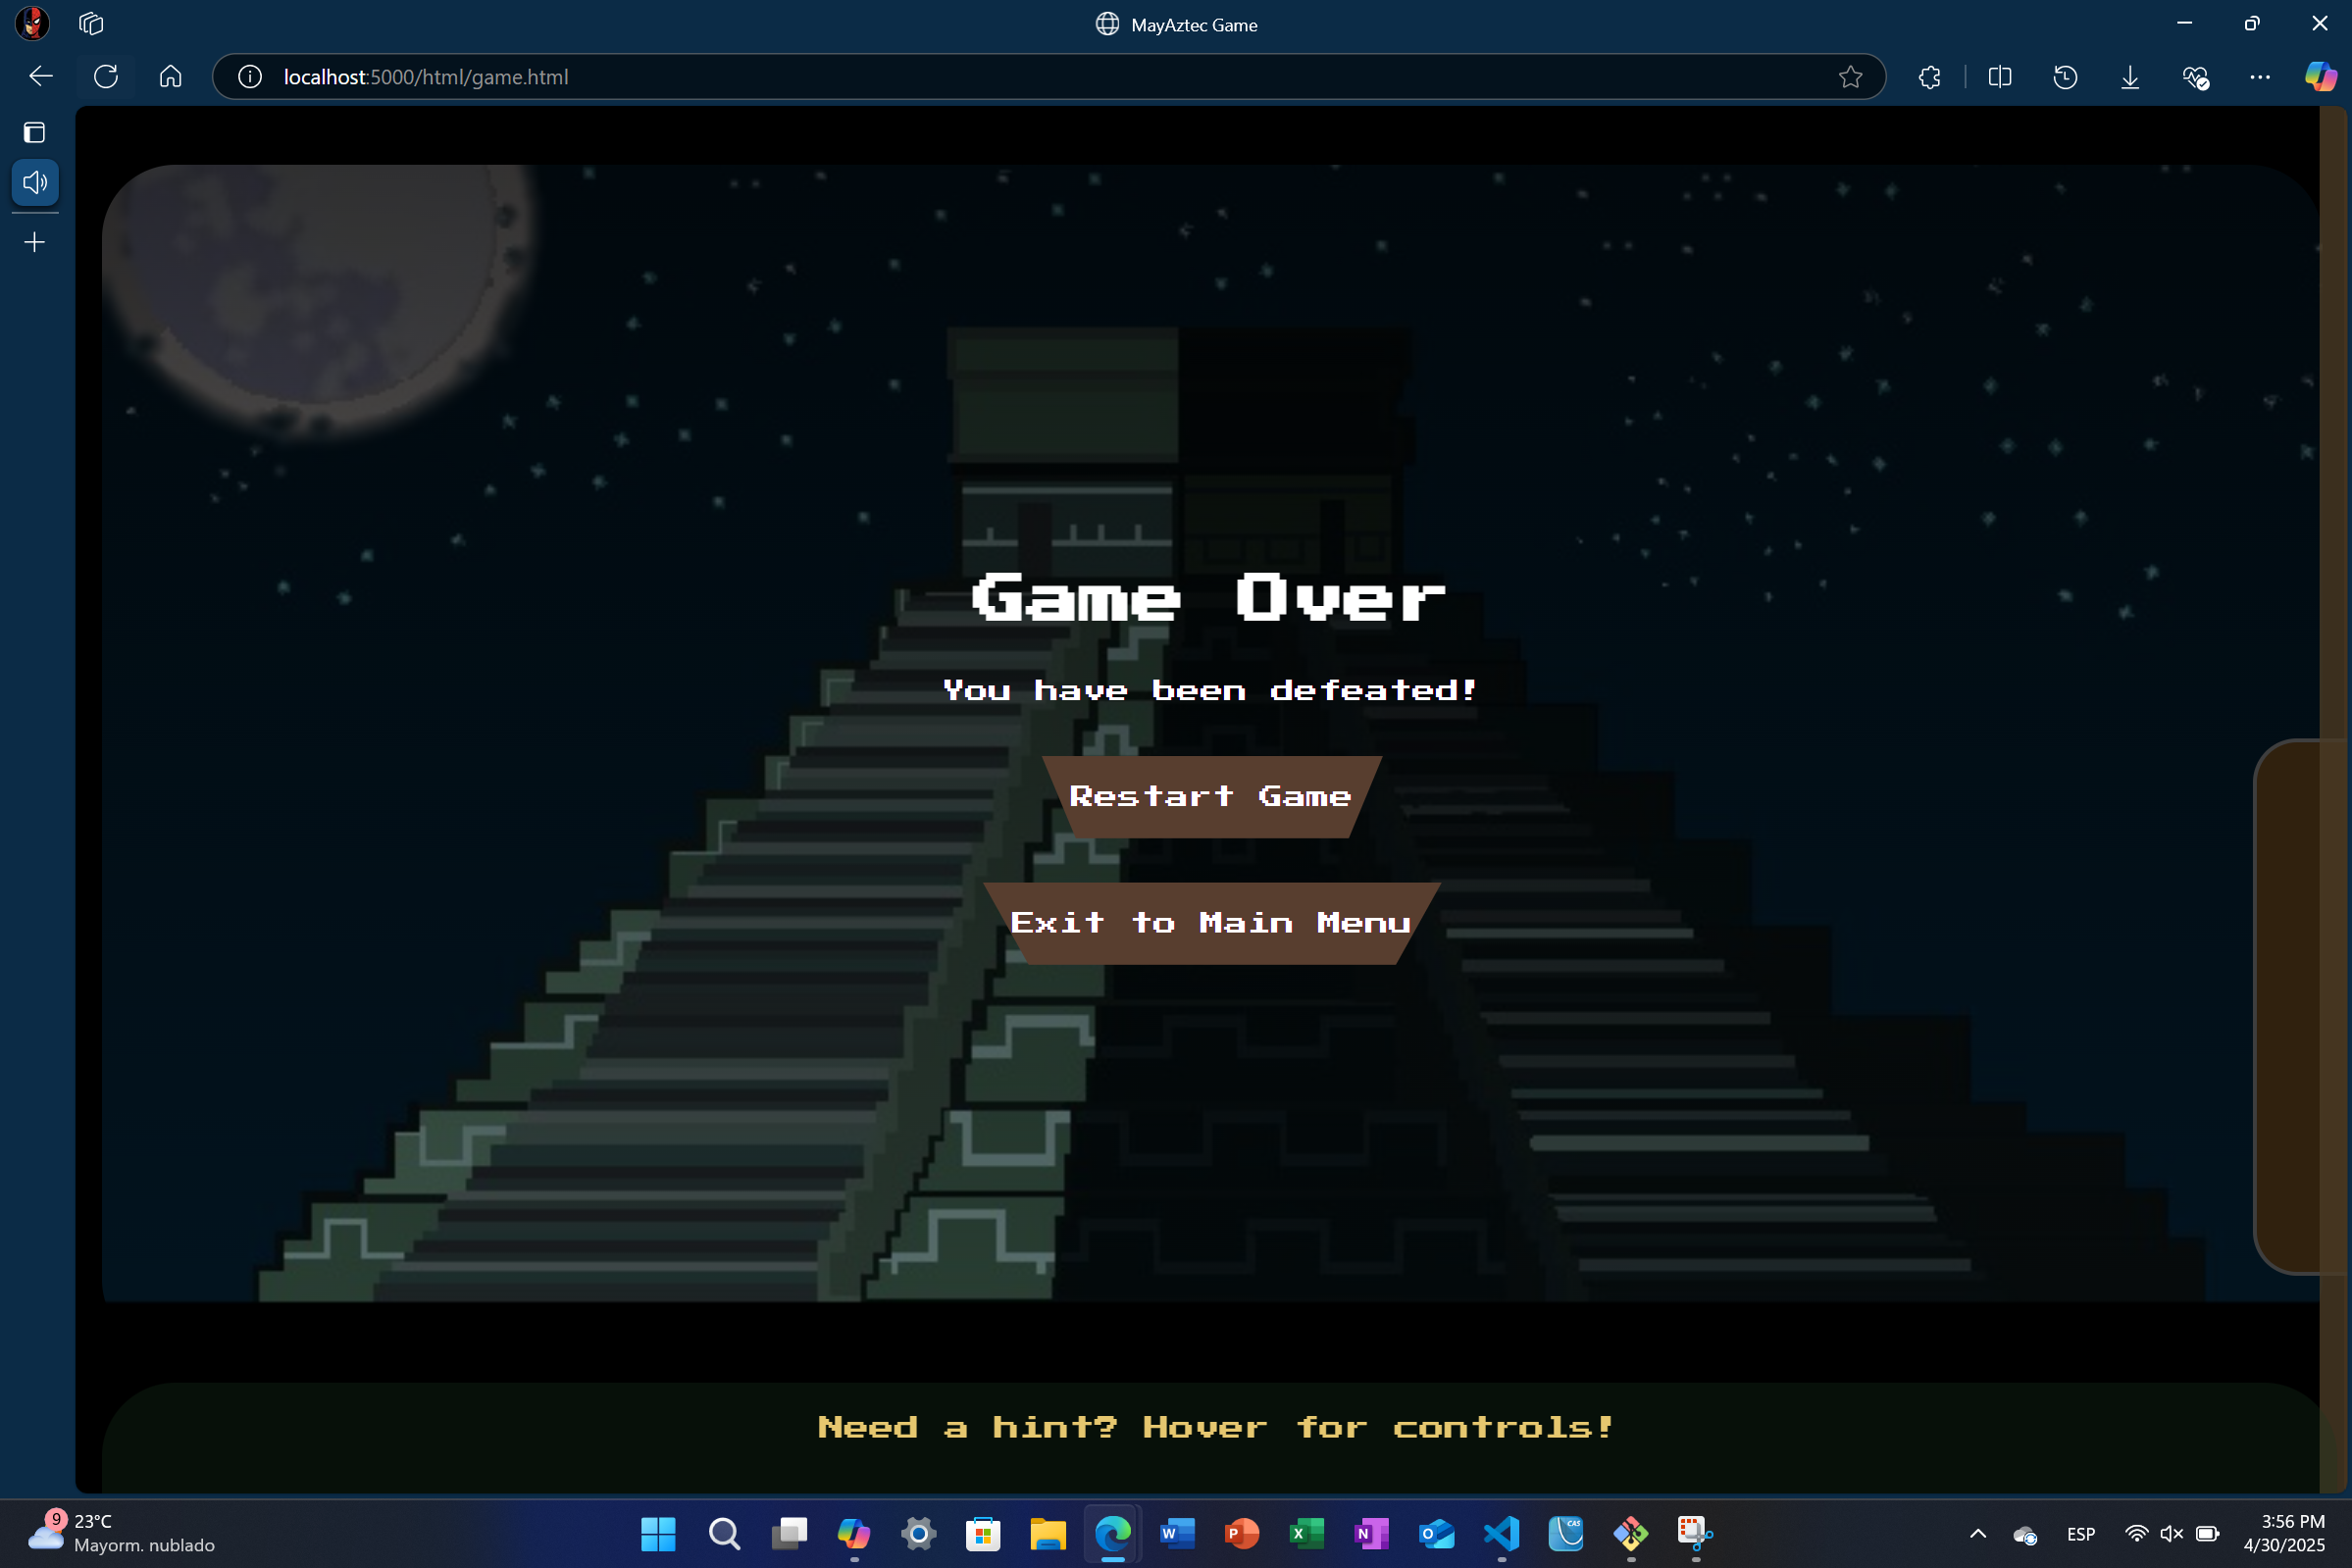 MayAztec Game
localhost:5000/html/game.html
Game Over
You have been defeated!
Restart Game
Exit to Main Menu
Need a hint? Hover for controls!
9
23°C
Mayorm. nublado
W
P
X
N
O
CAS
ESP
3:56 PM
4/30/2025